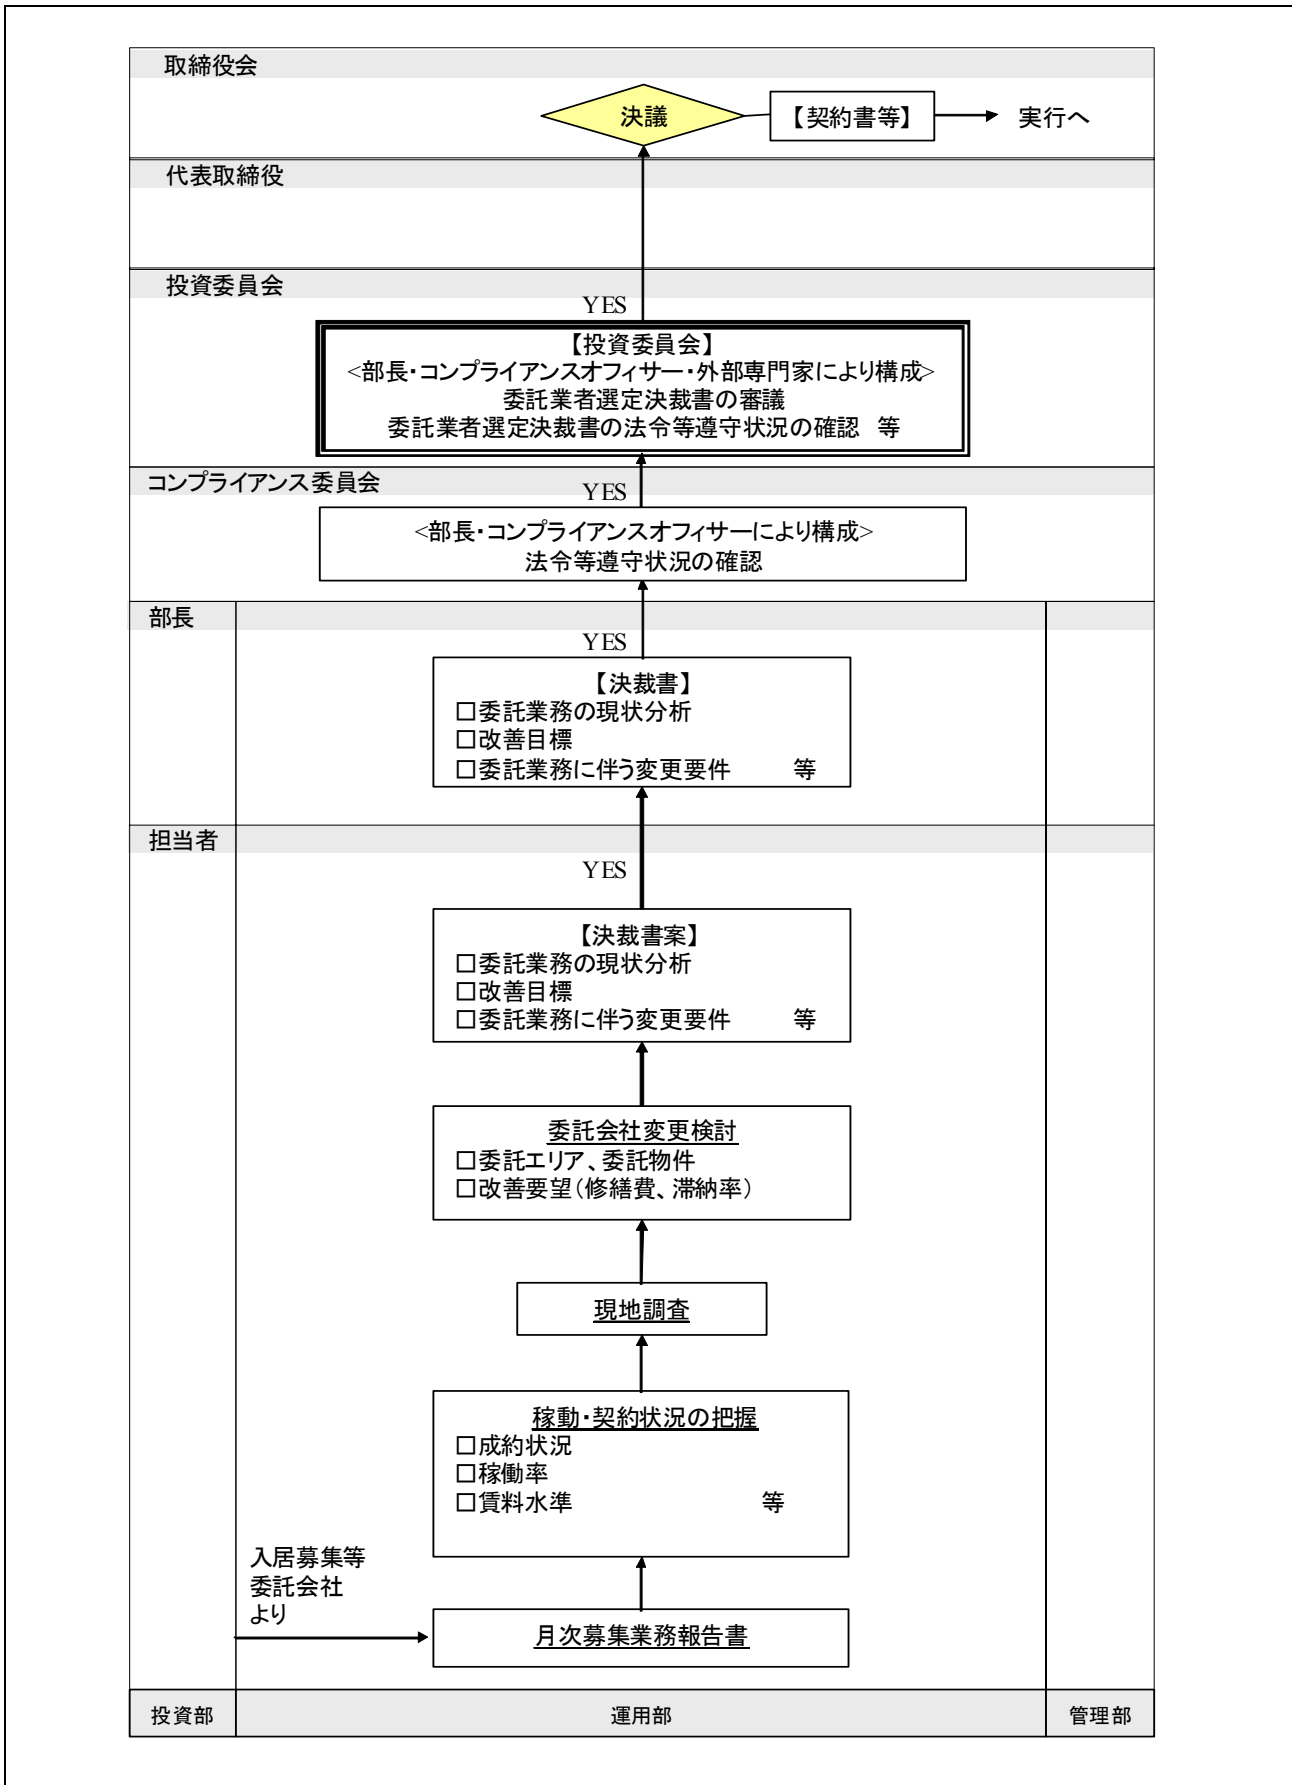 取締役会
決議
【契約書等】
実行へ
代表取締役
投資委員会
YES
【投資委員会】
<部長・コンプライアンスオフィサー・外部専門家により構成>
委託業者選定決裁書の審議
委託業者選定決裁書の法令等遵守状況の確認 等
コンプライアンス委員会
YES
<部長・コンプライアンスオフィサーにより構成>
法令等遵守状況の確認
部長
YES
【決裁書】
□委託業務の現状分析
□改善目標
□委託業務に伴う変更要件 等
担当者
YES
【決裁書案】
□委託業務の現状分析
□改善目標
□委託業務に伴う変更要件 等
委託会社変更検討
□委託エリア、委託物件
□改善要望(修繕費、滞納率)
現地調査
稼動・契約状況の把握
□成約状況
□稼働率
□賃料水準 等
入居募集等
委託会社
より
月次募集業務報告書
投資部
運用部
管理部